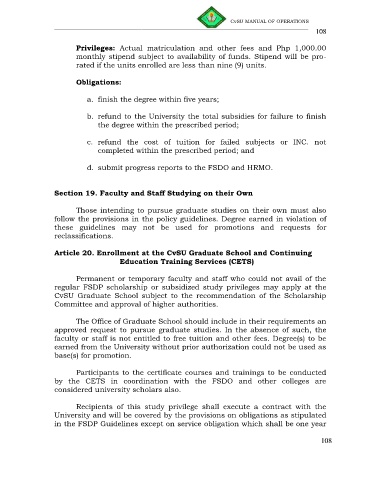 CvSU MANUAL OF OPERATIONS
108
Privileges: Actual matriculation and other fees and Php 1,000.00
monthly stipend subject to availability of funds. Stipend will be pro-
rated if the units enrolled are less than nine (9) units.
Obligations:
a. finish the degree within five years;
b. refund to the University the total subsidies for failure to finish
the degree within the prescribed period;
c. refund the cost of tuition for failed subjects or INC. not
completed within the prescribed period; and
d. submit progress reports to the FSDO and HRMO.
Section 19. Faculty and Staff Studying on their Own
Those intending to pursue graduate studies on their own must also
follow the provisions in the policy guidelines. Degree earned in violation of
these guidelines may not be used for promotions and requests for
reclassifications.
Article 20. Enrollment at the CvSU Graduate School and Continuing
Education Training Services (CETS)
Permanent or temporary faculty and staff who could not avail of the
regular FSDP scholarship or subsidized study privileges may apply at the
CvSU Graduate School subject to the recommendation of the Scholarship
Committee and approval of higher authorities.
The Office of Graduate School should include in their requirements an
approved request to pursue graduate studies. In the absence of such, the
faculty or staff is not entitled to free tuition and other fees. Degree(s) to be
earned from the University without prior authorization could not be used as
base(s) for promotion.
Participants to the certificate courses and trainings to be conducted
by the CETS in coordination with the FSDO and other colleges are
considered university scholars also.
Recipients of this study privilege shall execute a contract with the
University and will be covered by the provisions on obligations as stipulated
in the FSDP Guidelines except on service obligation which shall be one year
108